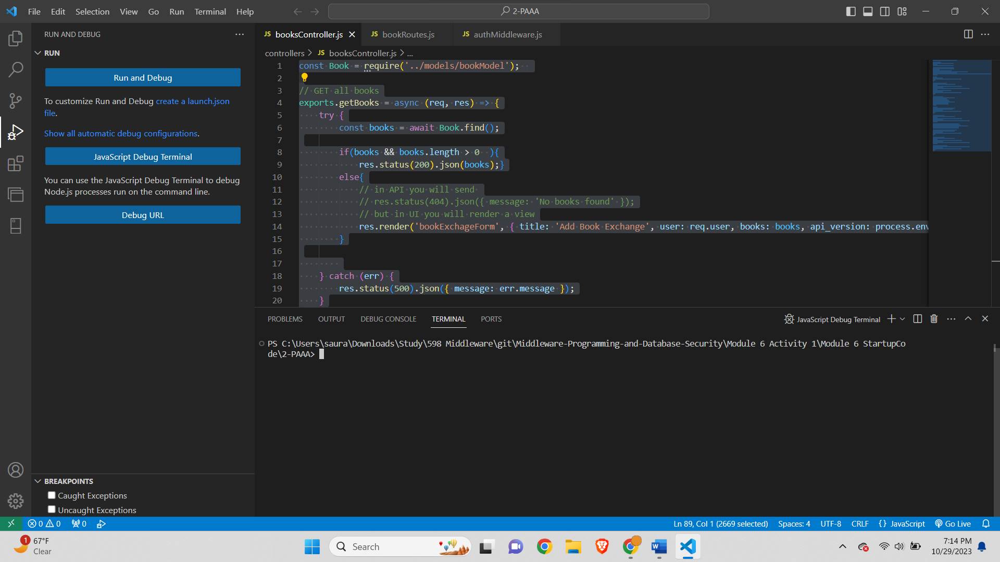 File Edit Selection View Go Run Terminal Help
2-PAAA
RUN AND DEBUG
RUN
Run and Debug
To customize Run and Debug create a launch.json
file.
Show all automatic debug configurations.
JavaScript Debug Terminal
You can use the JavaScript Debug Terminal to debug
Node.js processes run on the command line.
Debug URL
BREAKPOINTS
Caught Exceptions
Uncaught Exceptions
JS booksController.js JS bookRoutes.js JS authMiddleware.js
controllers > JS booksController.js > ...
1 const Book = require('../models/bookModel');
2
3 // GET all books
4 exports.getBooks = async (req, res) => {
5 try {
6 const books = await Book.find();
7
8 if(books && books.length > 0 ){
9 res.status(200).json(books);}
10 else{
11 // in API you will send
12 // res.status(404).json({ message: 'No books found' });
13 // but in UI you will render a view
14 res.render('bookExchageForm', { title: 'Add Book Exchange', user: req.user, books: books, api_version: process.env
15 }
16
17
18 } catch (err) {
19 res.status(500).json({ message: err.message });
20 }
PROBLEMS OUTPUT DEBUG CONSOLE TERMINAL PORTS JavaScript Debug Terminal
PS C:\Users\saura\Downloads\Study\598 Middleware\git\Middleware-Programming-and-Database-Security\Module 6 Activity 1\Module 6 StartupCo
de\2-PAAA>
0 0 0 Ln 89, Col 1 (2669 selected) Spaces: 4 UTF-8 CRLF {} JavaScript Go Live
1 67°F
Clear
Search
7:14 PM
10/29/2023